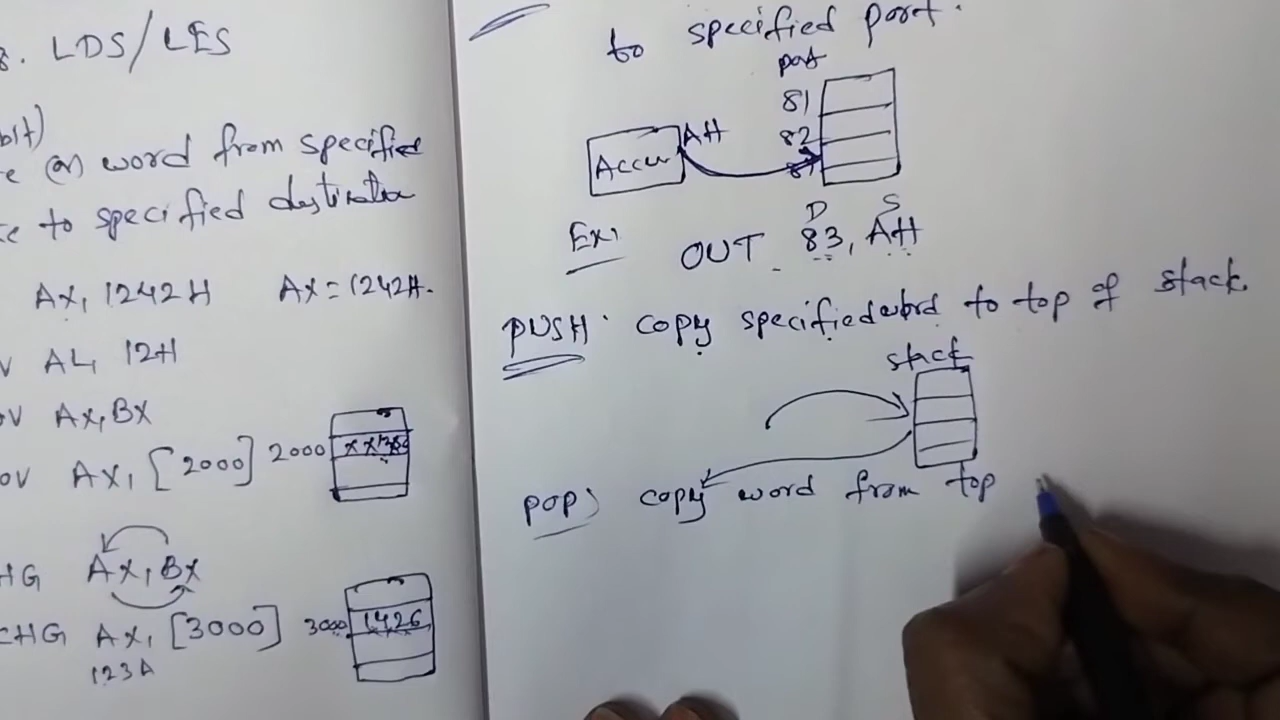 8. LDS/LES
bit)
(or) word from specified
to specified destination
AX, 1242H AX = 1242H.
V AL, 12H
OV AX, BX
OV AX, [2000] 2000
HG AX, BX
CHG AX, [3000] 3000 1426
123A
to specified port.
port
81
82
Accu AH
Ex:
D S
OUT 83, AH
PUSH: copy specified word to top of stack.
stack
POP: copy word from top